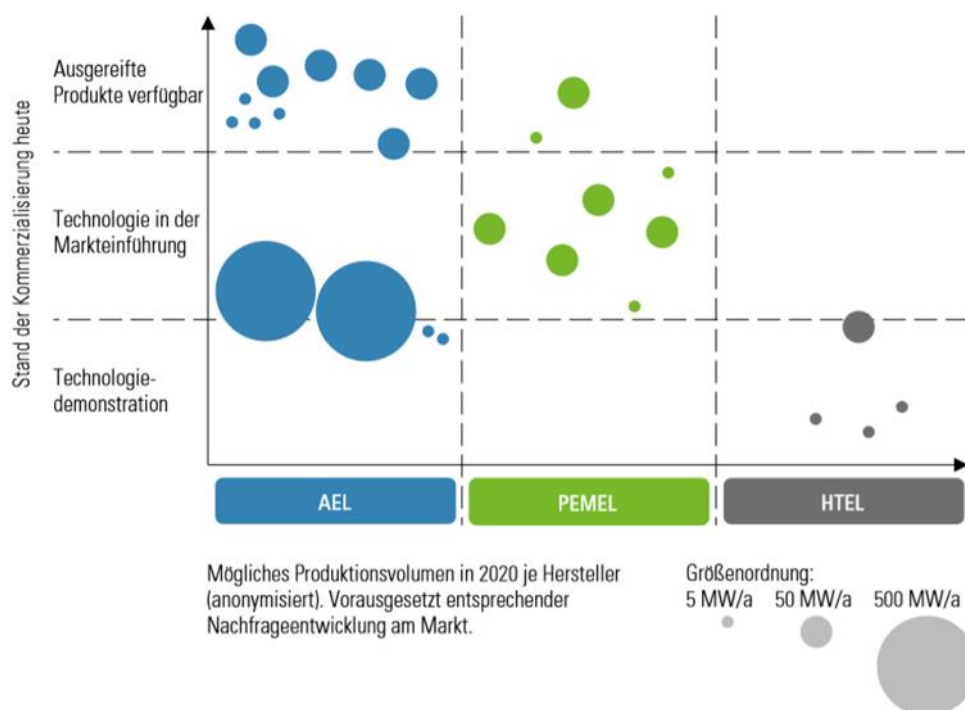 Stand der Kommerzialisierung heute
Ausgereifte
Produkte verfügbar
Technologie in der
Markteinführung
Technologie-
demonstration
AEL
PEMEL
HTEL
Mögliches Produktionsvolumen in 2020 je Hersteller
(anonymisiert). Vorausgesetzt entsprechender
Nachfrageentwicklung am Markt.
Größenordnung:
5 MW/a 50 MW/a 500 MW/a